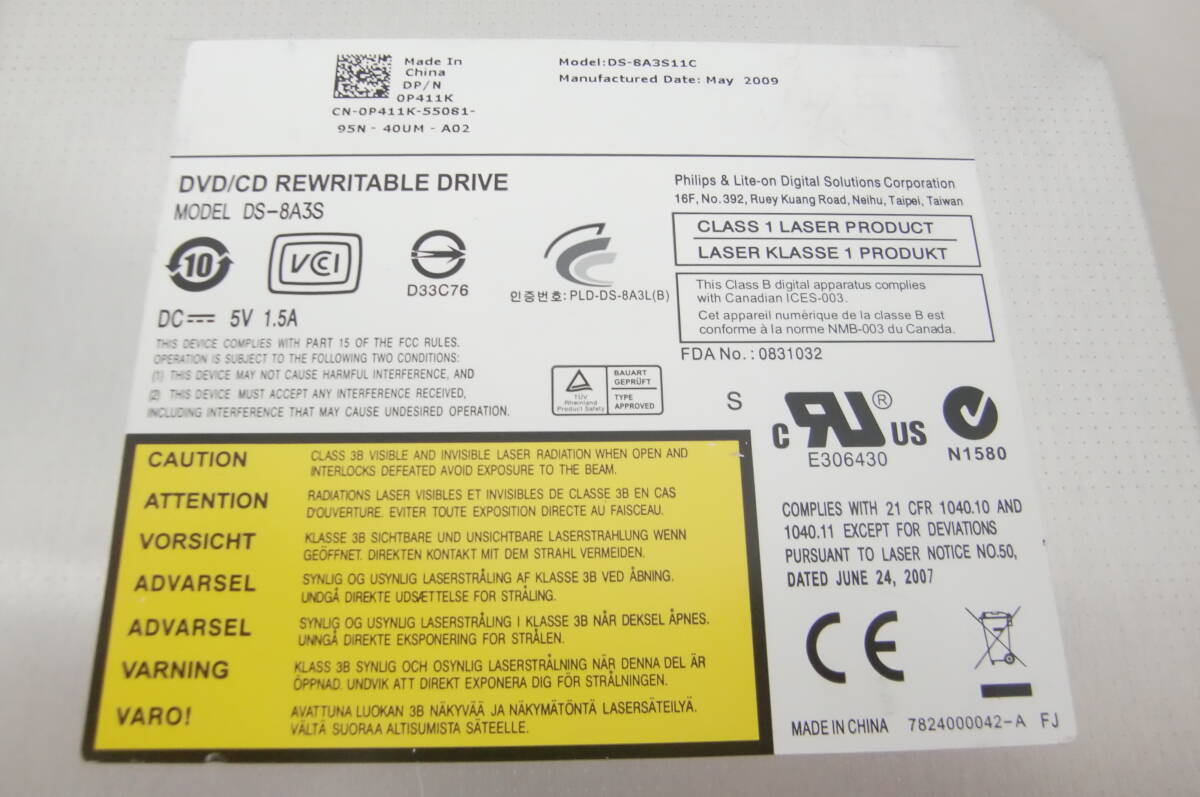 Made In
China
DP/N
0P411K
CN-0P411K-55081-
95N - 40UM - A02
Model:DS-8A3S11C
Manufactured Date: May 2009
DVD/CD REWRITABLE DRIVE
MODEL DS-8A3S
Philips & Lite-on Digital Solutions Corporation
16F, No.392, Ruey Kuang Road, Neihu, Taipei, Taiwan
10
VCCI
D33C76
인증번호: PLD-DS-8A3L(B)
CLASS 1 LASER PRODUCT
LASER KLASSE 1 PRODUKT
This Class B digital apparatus complies
with Canadian ICES-003.
Cet appareil numérique de la classe B est
conforme à la norme NMB-003 du Canada.
FDA No. : 0831032
DC 5V 1.5A
THIS DEVICE COMPLIES WITH PART 15 OF THE FCC RULES.
OPERATION IS SUBJECT TO THE FOLLOWING TWO CONDITIONS:
(1) THIS DEVICE MAY NOT CAUSE HARMFUL INTERFERENCE, AND
(2) THIS DEVICE MUST ACCEPT ANY INTERFERENCE RECEIVED,
INCLUDING INTERFERENCE THAT MAY CAUSE UNDESIRED OPERATION.
TÜV
Rheinland
Product Safety
BAUART
GEPRÜFT
TYPE
APPROVED
S
c RU ® US
E306430
N1580
CAUTION
CLASS 3B VISIBLE AND INVISIBLE LASER RADIATION WHEN OPEN AND
INTERLOCKS DEFEATED AVOID EXPOSURE TO THE BEAM.
ATTENTION
RADIATIONS LASER VISIBLES ET INVISIBLES DE CLASSE 3B EN CAS
D'OUVERTURE. EVITER TOUTE EXPOSITION DIRECTE AU FAISCEAU.
VORSICHT
KLASSE 3B SICHTBARE UND UNSICHTBARE LASERSTRAHLUNG WENN
GEÖFFNET. DIREKTEN KONTAKT MIT DEM STRAHL VERMEIDEN.
ADVARSEL
SYNLIG OG USYNLIG LASERSTRÅLING AF KLASSE 3B VED ÅBNING.
UNDGÅ DIREKTE UDSÆTTELSE FOR STRÅLING.
ADVARSEL
SYNLIG OG USYNLIG LASERSTRÅLING I KLASSE 3B NÅR DEKSEL ÅPNES.
UNNGÅ DIREKTE EKSPONERING FOR STRÅLEN.
VARNING
KLASS 3B SYNLIG OCH OSYNLIG LASERSTRÅLNING NÄR DENNA DEL ÄR
ÖPPNAD. UNDVIK ATT DIREKT EXPONERA DIG FÖR STRÅLNINGEN.
VARO!
AVATTUNA LUOKAN 3B NÄKYVÄÄ JA NÄKYMÄTÖNTÄ LASERSÄTEILYÄ.
VÄLTÄ SUORAA ALTISUMISTA SÄTEELLE.
COMPLIES WITH 21 CFR 1040.10 AND
1040.11 EXCEPT FOR DEVIATIONS
PURSUANT TO LASER NOTICE NO.50,
DATED JUNE 24, 2007
CE
MADE IN CHINA 7824000042-A FJ